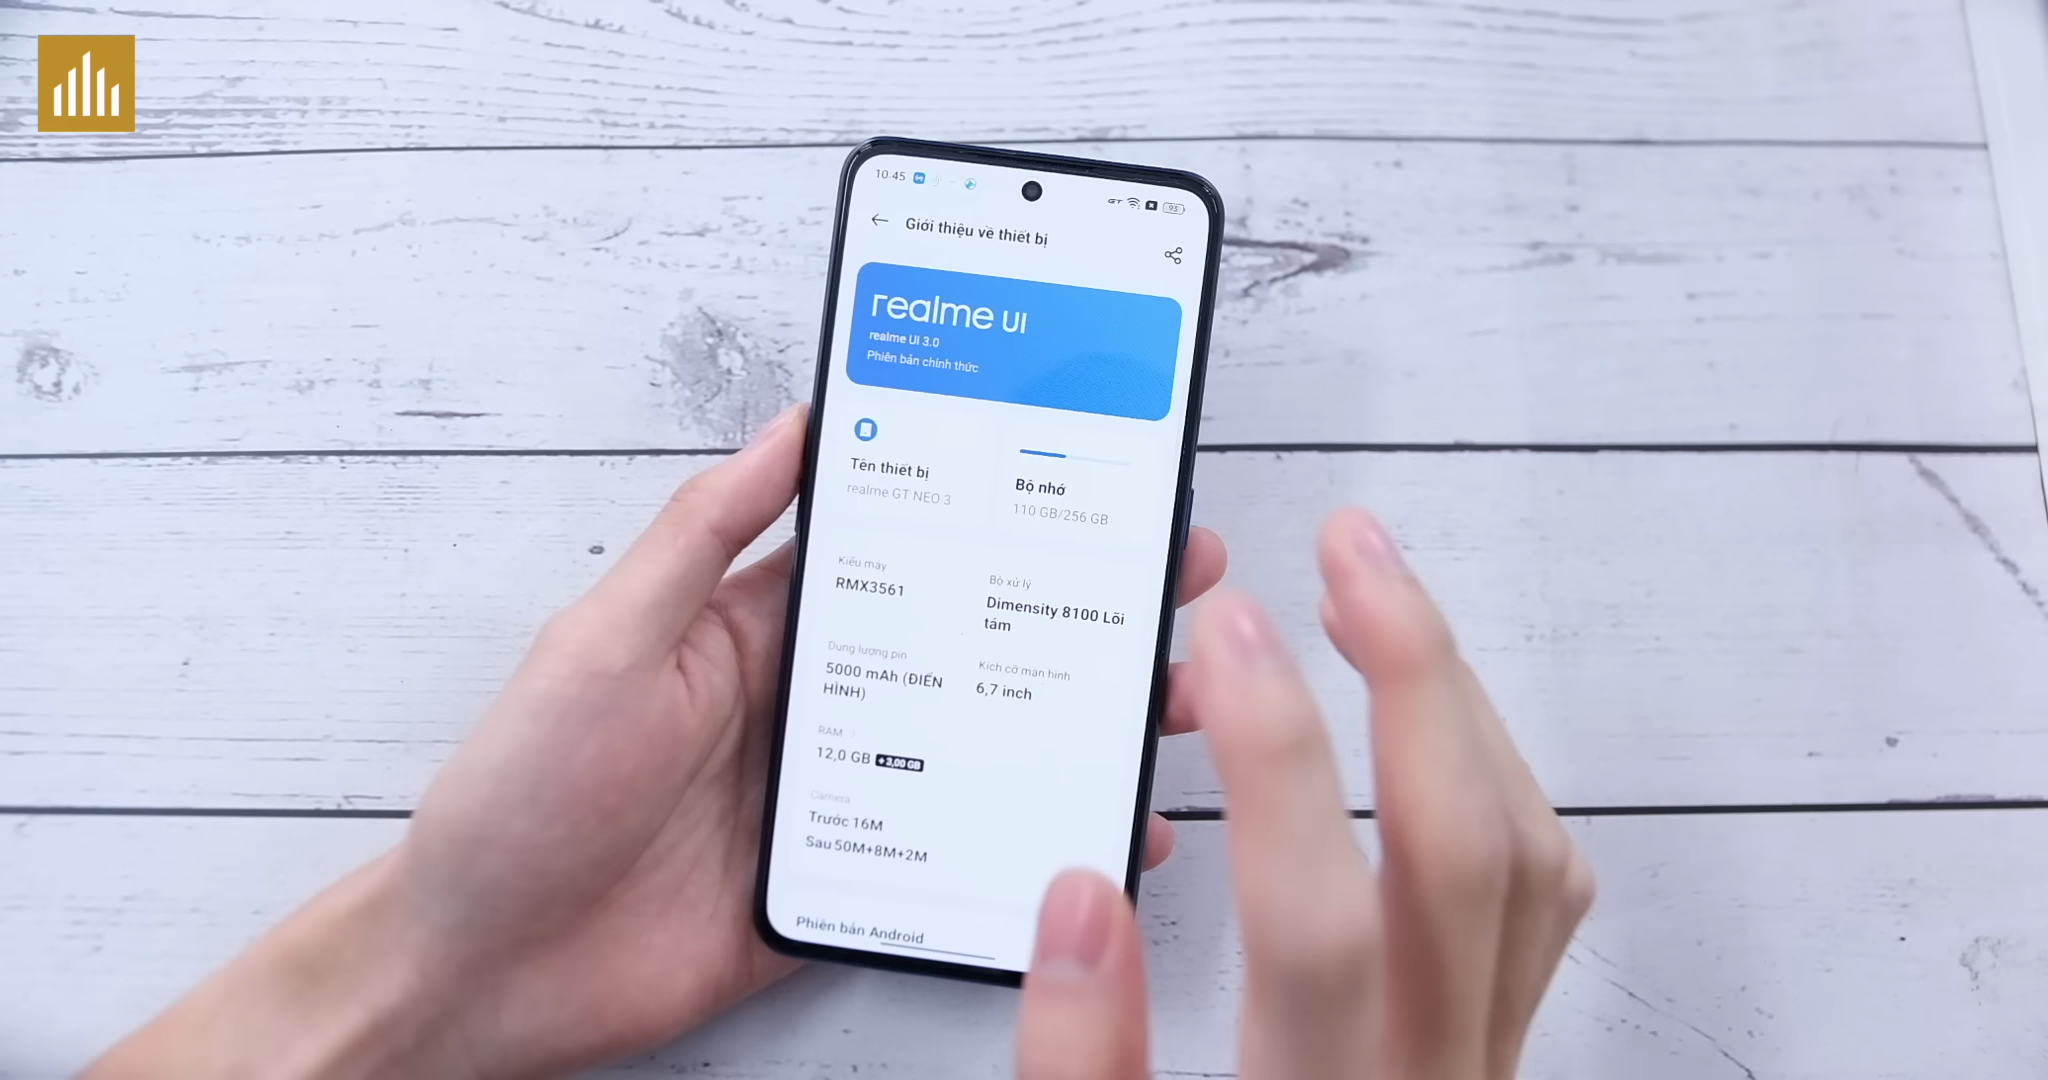 10.45
GT
93
Giới thiệu về thiết bị
realme UI
realme UI 3.0
Phiên bản chính thức
Tên thiết bị
realme GT NEO 3
Bộ nhớ
110 GB/256 GB
Kiểu máy
RMX3561
Bộ xử lý
Dimensity 8100 Lõi
tám
Dung lượng pin
5000 mAh (ĐIỂN
HÌNH)
Kích cỡ màn hình
6,7 inch
RAM
12,0 GB +3,00 GB
Camera
Trước 16M
Sau 50M+8M+2M
Phiên bản Android